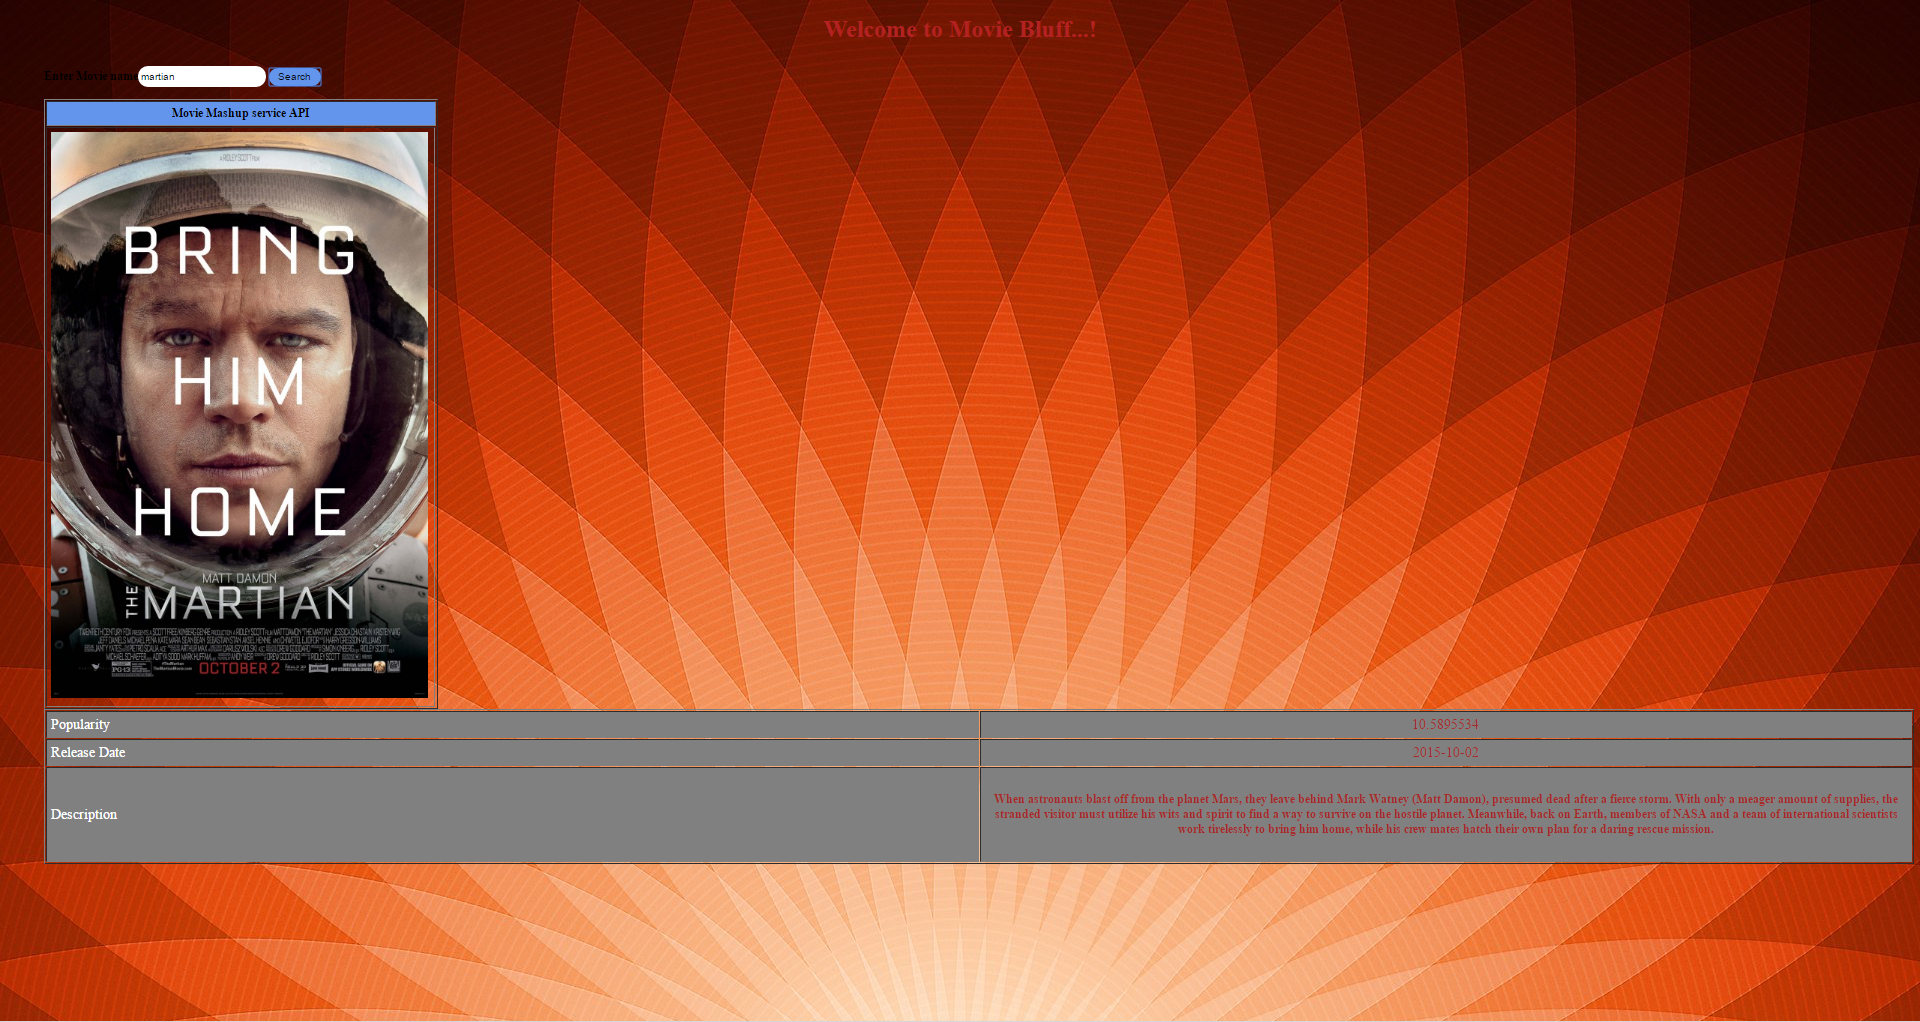 Welcome to Movie Bluff...!
Enter Movie name
martian
Search
Movie Mashup service API
A RIDLEY SCOTT FILM
BRING
HIM
HOME
MATT DAMON
THE MARTIAN
OCTOBER 2
Popularity
10.5895534
Release Date
2015-10-02
Description
When astronauts blast off from the planet Mars, they leave behind Mark Watney (Matt Damon), presumed dead after a fierce storm. With only a meager amount of supplies, the
stranded visitor must utilize his wits and spirit to find a way to survive on the hostile planet. Meanwhile, back on Earth, members of NASA and a team of international scientists
work tirelessly to bring him home, while his crew mates hatch their own plan for a daring rescue mission.